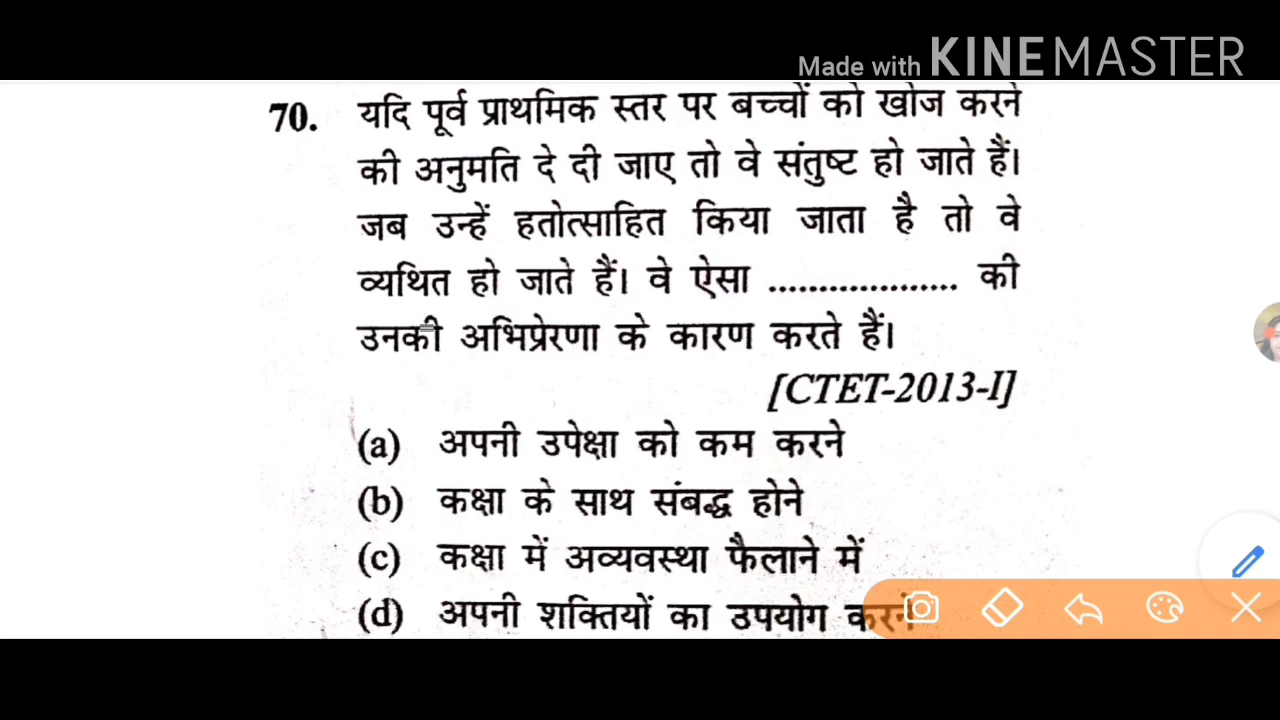 Made with KINEMASTER
70. यदि पूर्व प्राथमिक स्तर पर बच्चों को खोज करने
की अनुमति दे दी जाए तो वे संतुष्ट हो जाते हैं।
जब उन्हें हतोत्साहित किया जाता है तो वे
व्यथित हो जाते हैं। वे ऐसा ................... की
उनकी अभिप्रेरणा के कारण करते हैं।
[CTET-2013-I]
(a) अपनी उपेक्षा को कम करने
(b) कक्षा के साथ संबद्ध होने
(c) कक्षा में अव्यवस्था फैलाने में
(d) अपनी शक्तियों का उपयोग करने